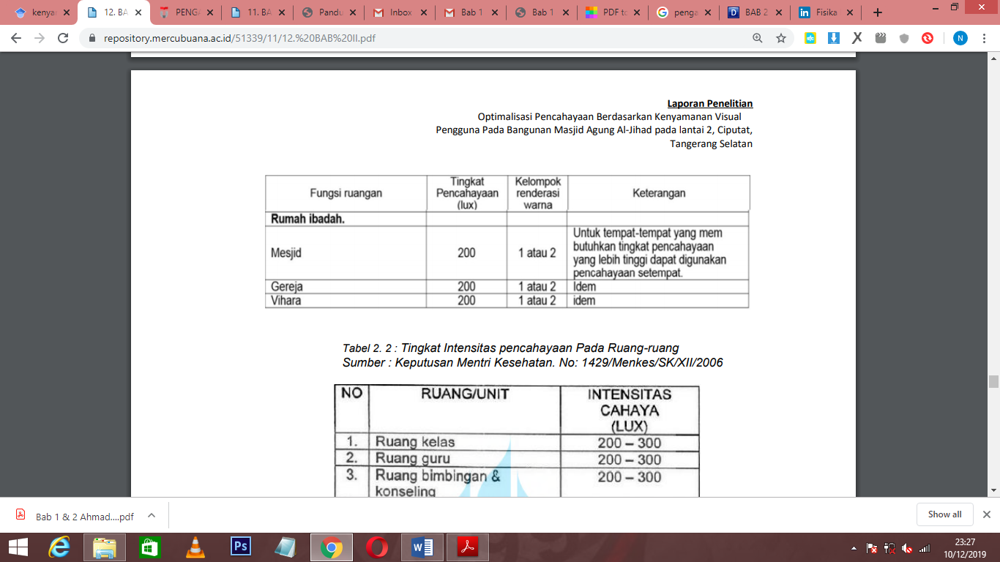 kenyar
12. BA
PENGA
11. BA
Pandu
Inbox
Bab 1
Bab 1
PDF to
penga
BAB 2
Fisika
repository.mercubuana.ac.id/51339/11/12.%20BAB%20II.pdf
N
Laporan Penelitian
Optimalisasi Pencahayaan Berdasarkan Kenyamanan Visual
Pengguna Pada Bangunan Masjid Agung Al-Jihad pada lantai 2, Ciputat,
Tangerang Selatan
Fungsi ruangan Tingkat Pencahayaan (lux) Kelompok renderasi warna Keterangan
Rumah ibadah.
Mesjid 200 1 atau 2 Untuk tempat-tempat yang mem
butuhkan tingkat pencahayaan
yang lebih tinggi dapat digunakan
pencahayaan setempat.
Gereja 200 1 atau 2 Idem
Vihara 200 1 atau 2 idem
Tabel 2. 2 : Tingkat Intensitas pencahayaan Pada Ruang-ruang
Sumber : Keputusan Mentri Kesehatan. No: 1429/Menkes/SK/XII/2006
NO RUANG/UNIT INTENSITAS
CAHAYA
(LUX)
1. Ruang kelas 200 – 300
2. Ruang guru 200 – 300
3. Ruang bimbingan & 200 – 300
konseling
Bab 1 & 2 Ahmad....pdf
Show all
Ps
23:27
10/12/2019